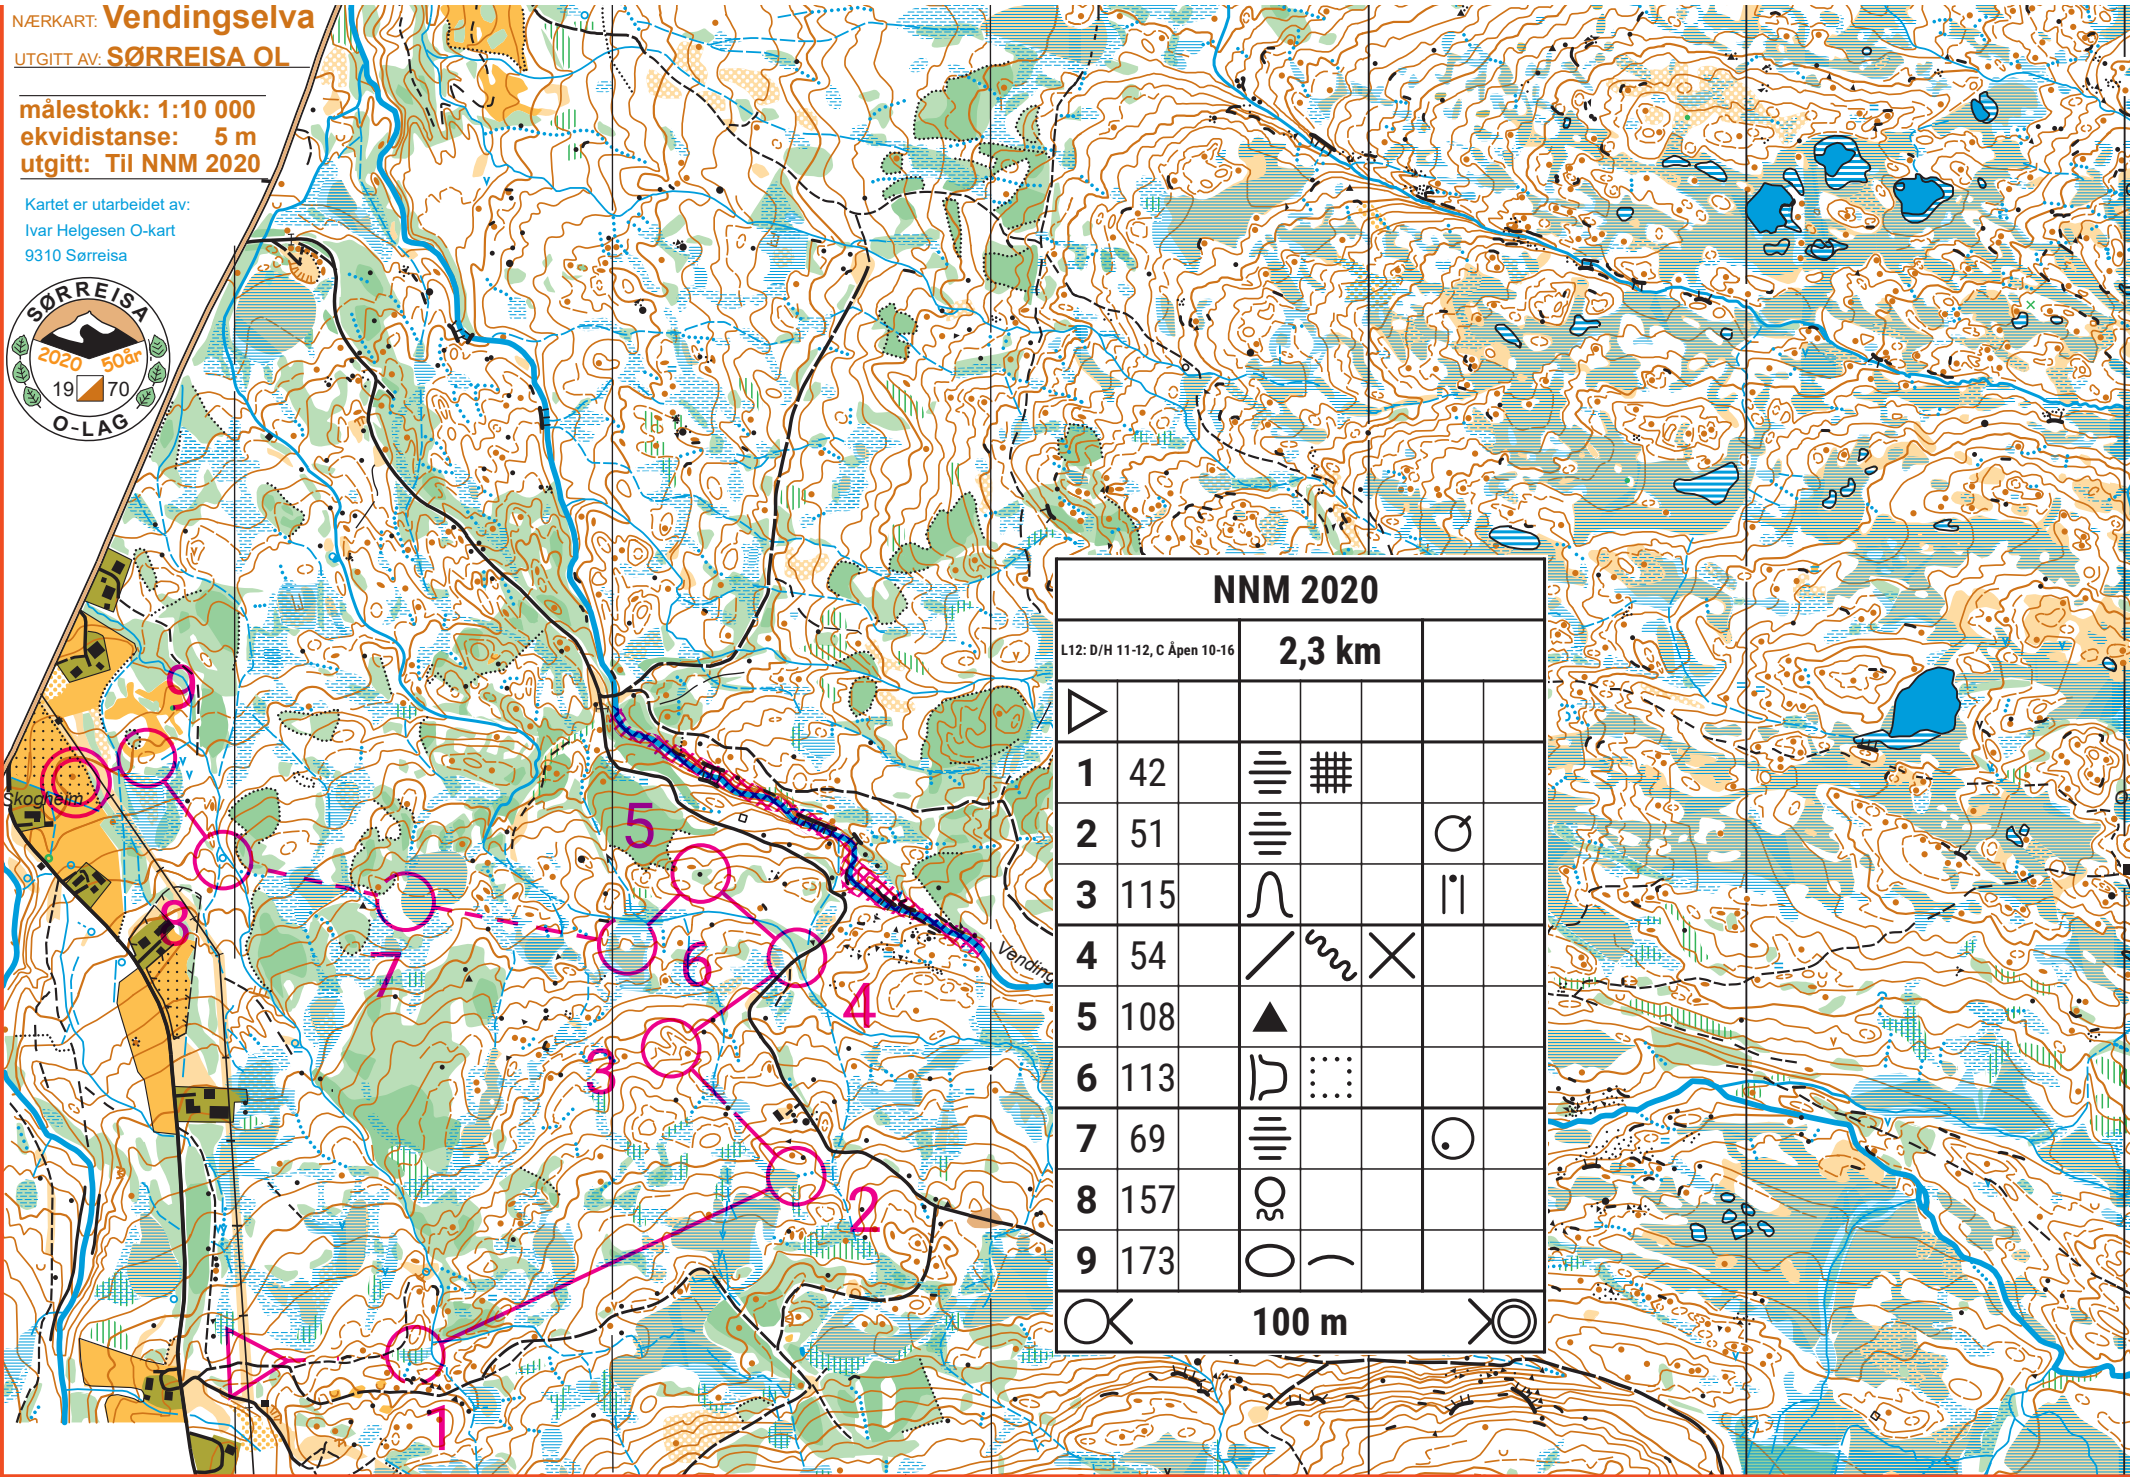 NÆRKART: Vendingselva
UTGITT AV: SØRREISA OL
målestokk: 1:10 000
ekvidistanse: 5 m
utgitt: Til NNM 2020
Kartet er utarbeidet av:
Ivar Helgesen O-kart
9310 Sørreisa
SØRREISA
2020 50år
19 70
O-LAG
9
Skogheim
5
8
7
6
4
3
2
1
Vending
NNM 2020
L12: D/H 11-12, C Åpen 10-16 2,3 km
1 42
2 51
3 115
4 54
5 108
6 113
7 69
8 157
9 173
100 m